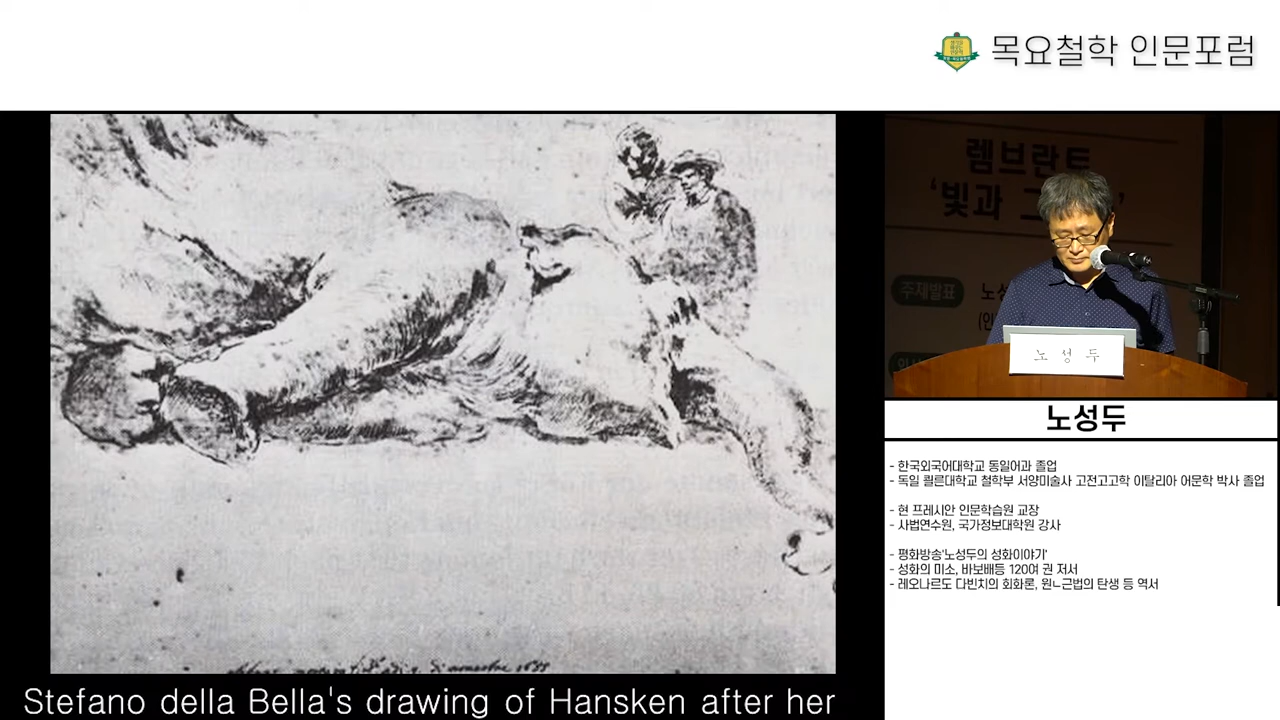 목요철학 인문포럼
렘브란트
'빛과 그
주제발표
노 성 두
노성두
- 한국외국어대학교 독일어과 졸업
- 독일 쾰른대학교 철학부 서양미술사 고전고고학 이탈리아 어문학 박사 졸업
- 현 프레시안 인문학습원 교장
- 사법연수원, 국가정보대학원 강사
- 평화방송'노성두의 성화이야기'
- 성화의 미소, 바보배등 120여 권 저서
- 레오나르도 다빈치의 회화론, 원ㄴ근법의 탄생 등 역서
Stefano della Bella's drawing of Hansken after her